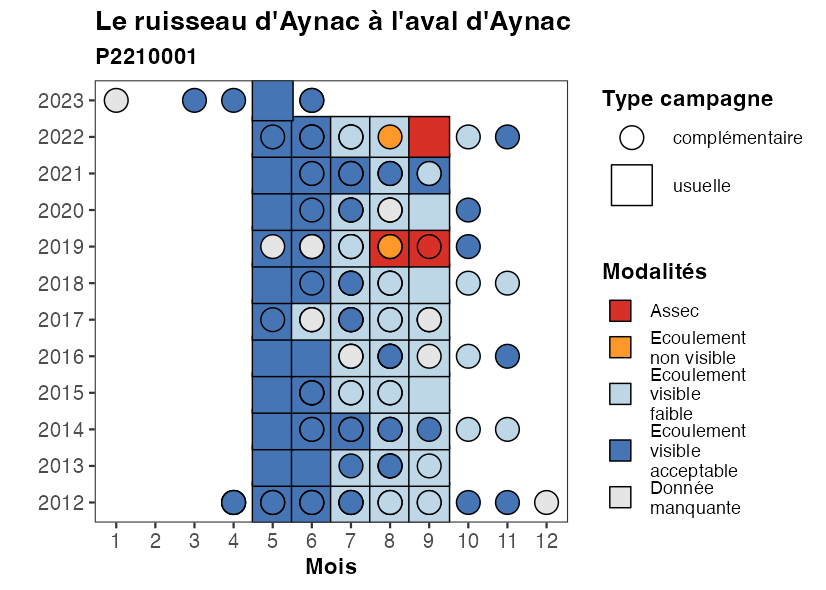 Le ruisseau d'Aynac à l'aval d'Aynac
P2210001
2023
2022
2021
2020
2019
2018
2017
2016
2015
2014
2013
2012
1 2 3 4 5 6 7 8 9 10 11 12
Mois
Type campagne
complémentaire
usuelle
Modalités
Assec
Ecoulement
non visible
Ecoulement
visible
faible
Ecoulement
visible
acceptable
Donnée
manquante